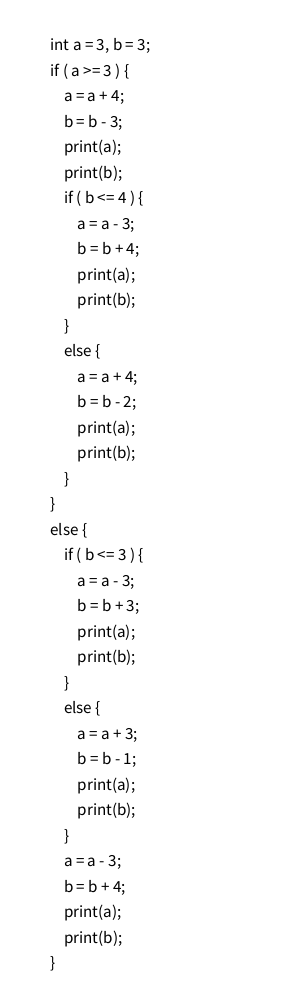 int a = 3, b = 3;
if ( a >= 3 ) {
    a = a + 4;
    b = b - 3;
    print(a);
    print(b);
    if ( b <= 4 ) {
        a = a - 3;
        b = b + 4;
        print(a);
        print(b);
    }
    else {
        a = a + 4;
        b = b - 2;
        print(a);
        print(b);
    }
}
else {
    if ( b <= 3 ) {
        a = a - 3;
        b = b + 3;
        print(a);
        print(b);
    }
    else {
        a = a + 3;
        b = b - 1;
        print(a);
        print(b);
    }
    a = a - 3;
    b = b + 4;
    print(a);
    print(b);
}